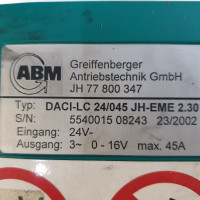 ABM
Greiffenberger
Antriebstechnik GmbH
JH 77 800 347
Typ: DACI-LC 24/045 JH-EME 2.30
S/N: 5540015 08243 23/2002
Eingang: 24V-
Ausgang: 3~ 0 - 16V max. 45A